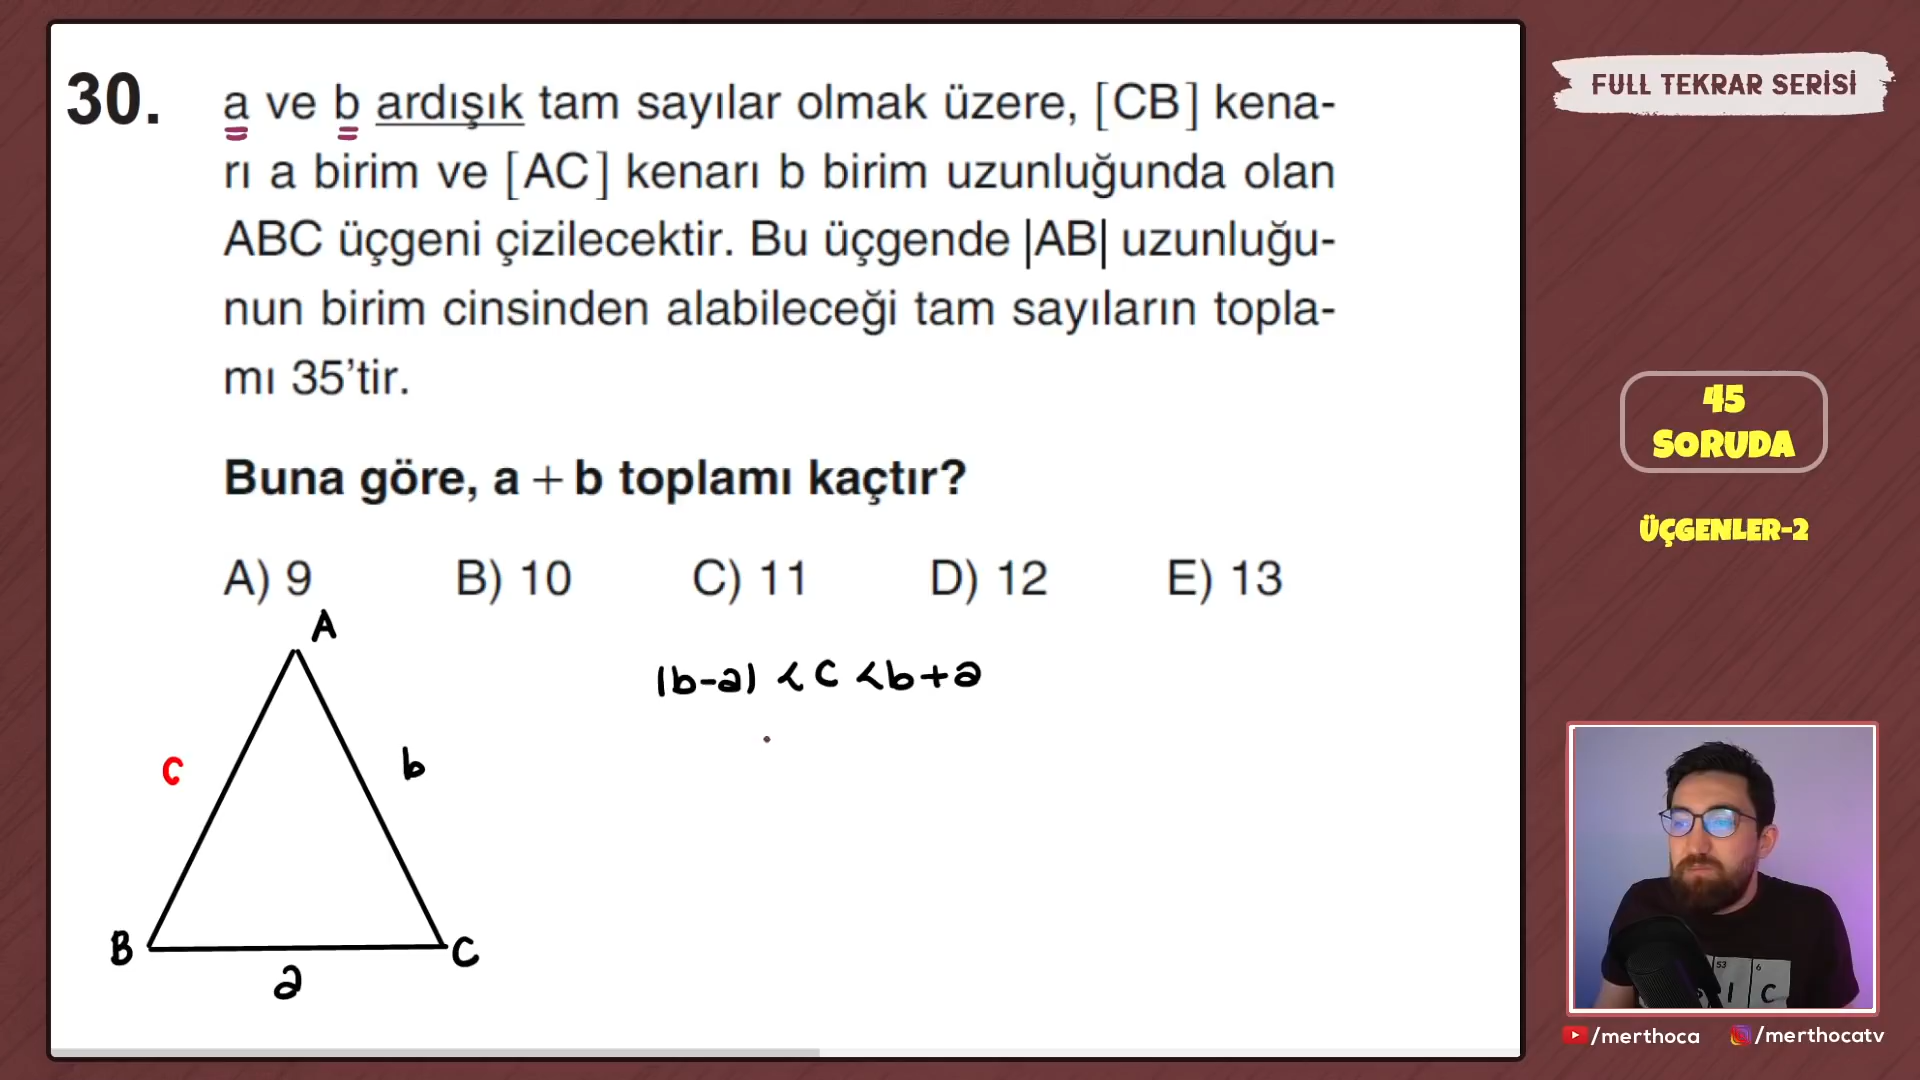 30. a ve b ardışık tam sayılar olmak üzere, [CB] kena-
rı a birim ve [AC] kenarı b birim uzunluğunda olan
ABC üçgeni çizilecektir. Bu üçgende |AB| uzunluğu-
nun birim cinsinden alabileceği tam sayıların topla-
mı 35'tir.
Buna göre, a + b toplamı kaçtır?
A) 9 B) 10 C) 11 D) 12 E) 13
A
|b-a| < c < b+a
c
b
B
C
a
FULL TEKRAR SERİSİ
45
SORUDA
ÜÇGENLER-2
53 6
I C
/merthoca /merthocatv